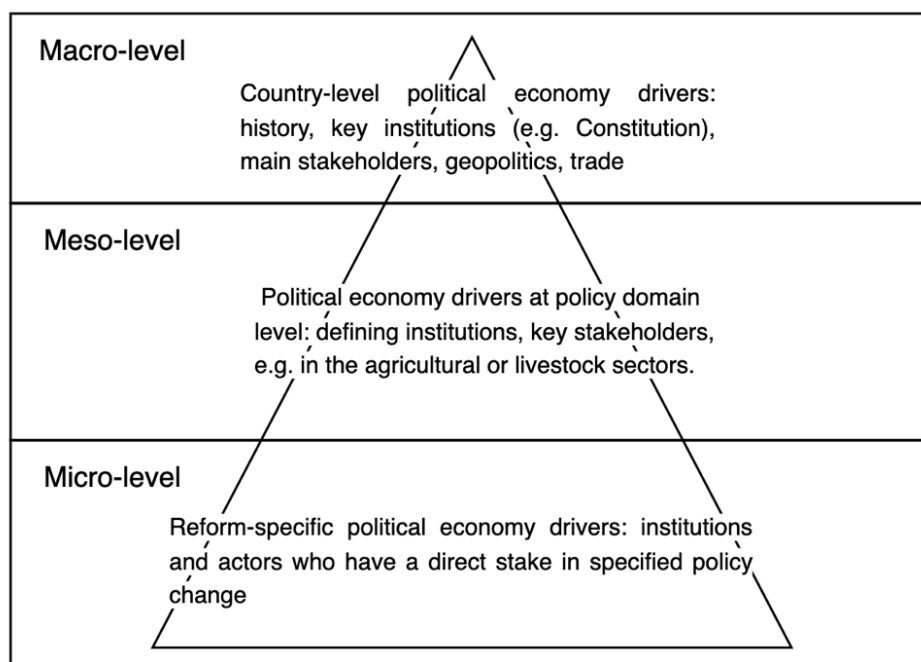 Macro-level
Country-level political economy drivers:
history, key institutions (e.g. Constitution),
main stakeholders, geopolitics, trade
Meso-level
Political economy drivers at policy domain
level: defining institutions, key stakeholders,
e.g. in the agricultural or livestock sectors.
Micro-level
Reform-specific political economy drivers: institutions
and actors who have a direct stake in specified policy
change